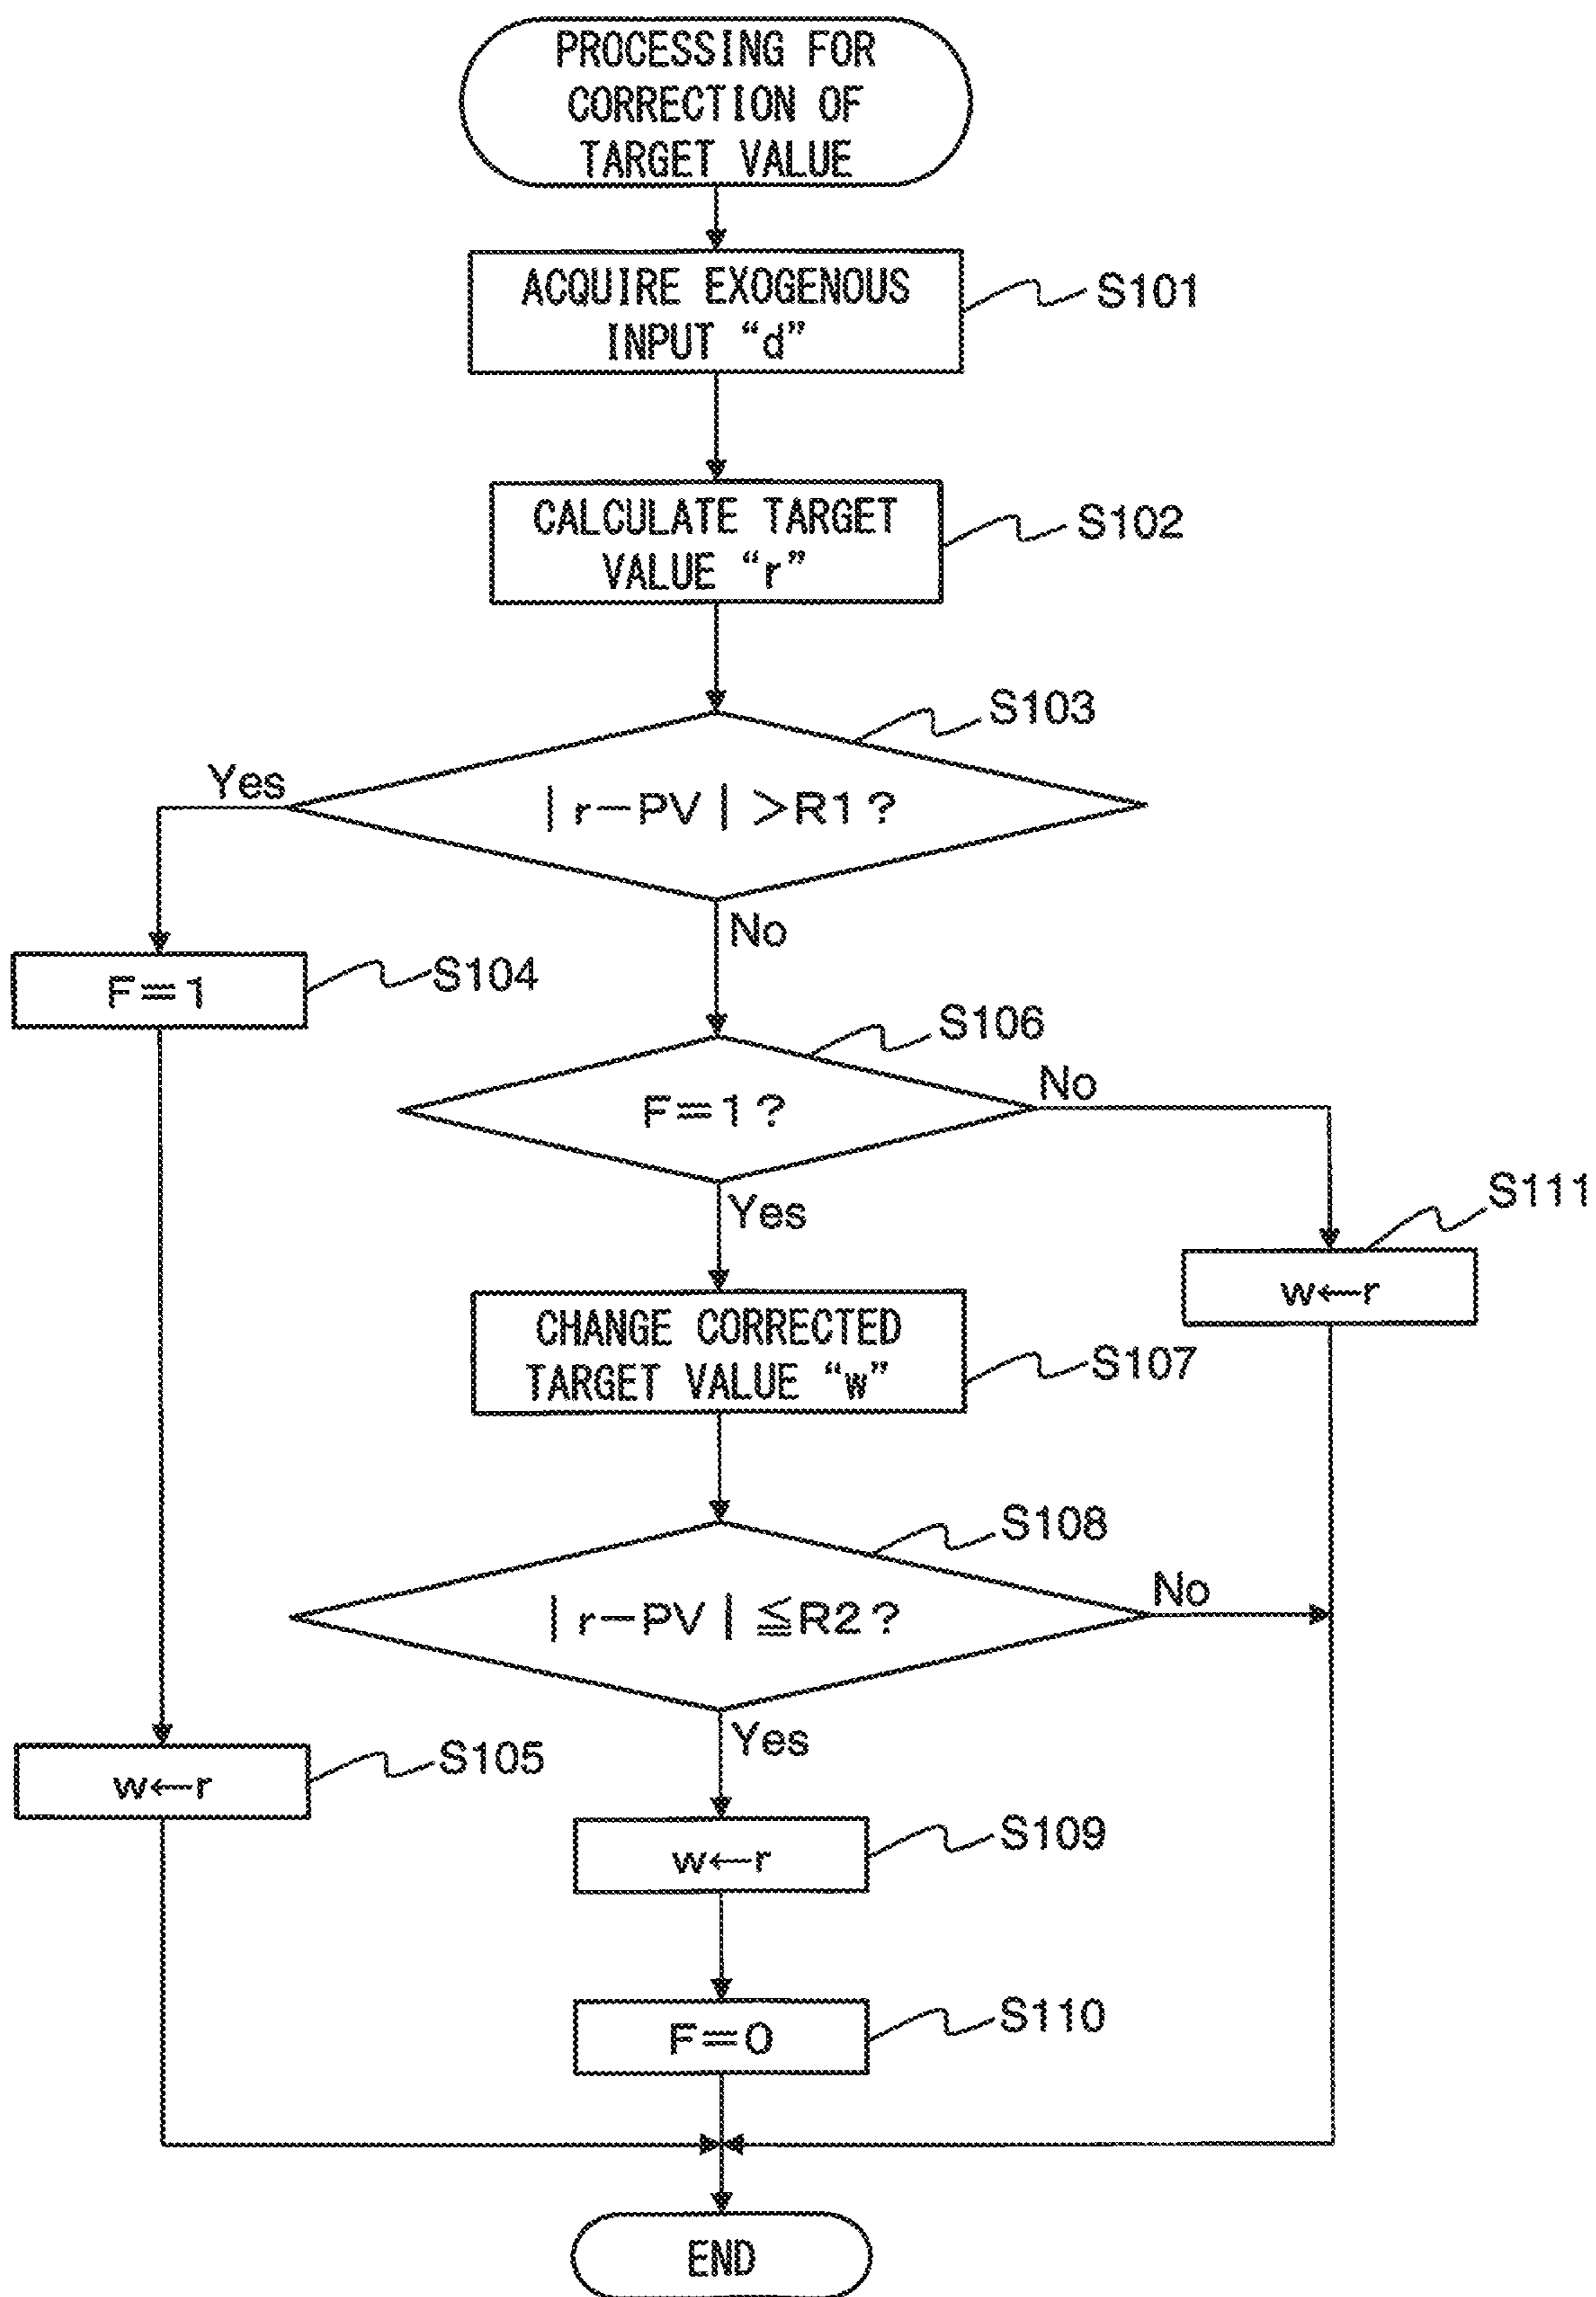 PROCESSING FOR
CORRECTION OF
TARGET VALUE
ACQUIRE EXOGENOUS
INPUT “d”
S101
CALCULATE TARGET
VALUE “r”
S102
S103
Yes
| r−PV | >R1?
No
F=1
S104
S106
F=1?
No
Yes
S111
w←r
CHANGE CORRECTED
TARGET VALUE “w”
S107
S108
| r−PV | ≦R2?
No
Yes
w←r
S105
w←r
S109
F=0
S110
END